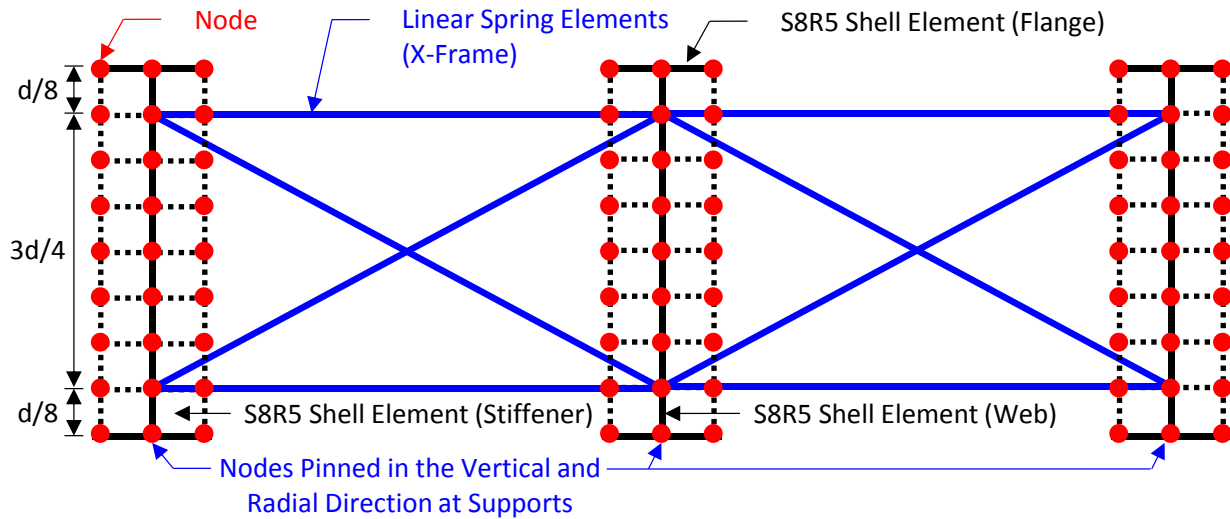 Node
Linear Spring Elements
(X-Frame)
S8R5 Shell Element (Flange)
d/8
3d/4
d/8
S8R5 Shell Element (Stiffener)
S8R5 Shell Element (Web)
Nodes Pinned in the Vertical and
Radial Direction at Supports